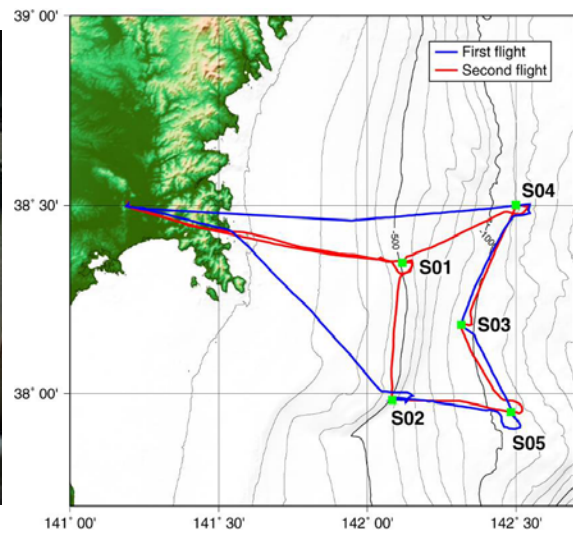 39° 00'
First flight
Second flight
38° 30'
S04
-500
S01
S03
38° 00'
S02
S05
141° 00'
141° 30'
142° 00'
142° 30'